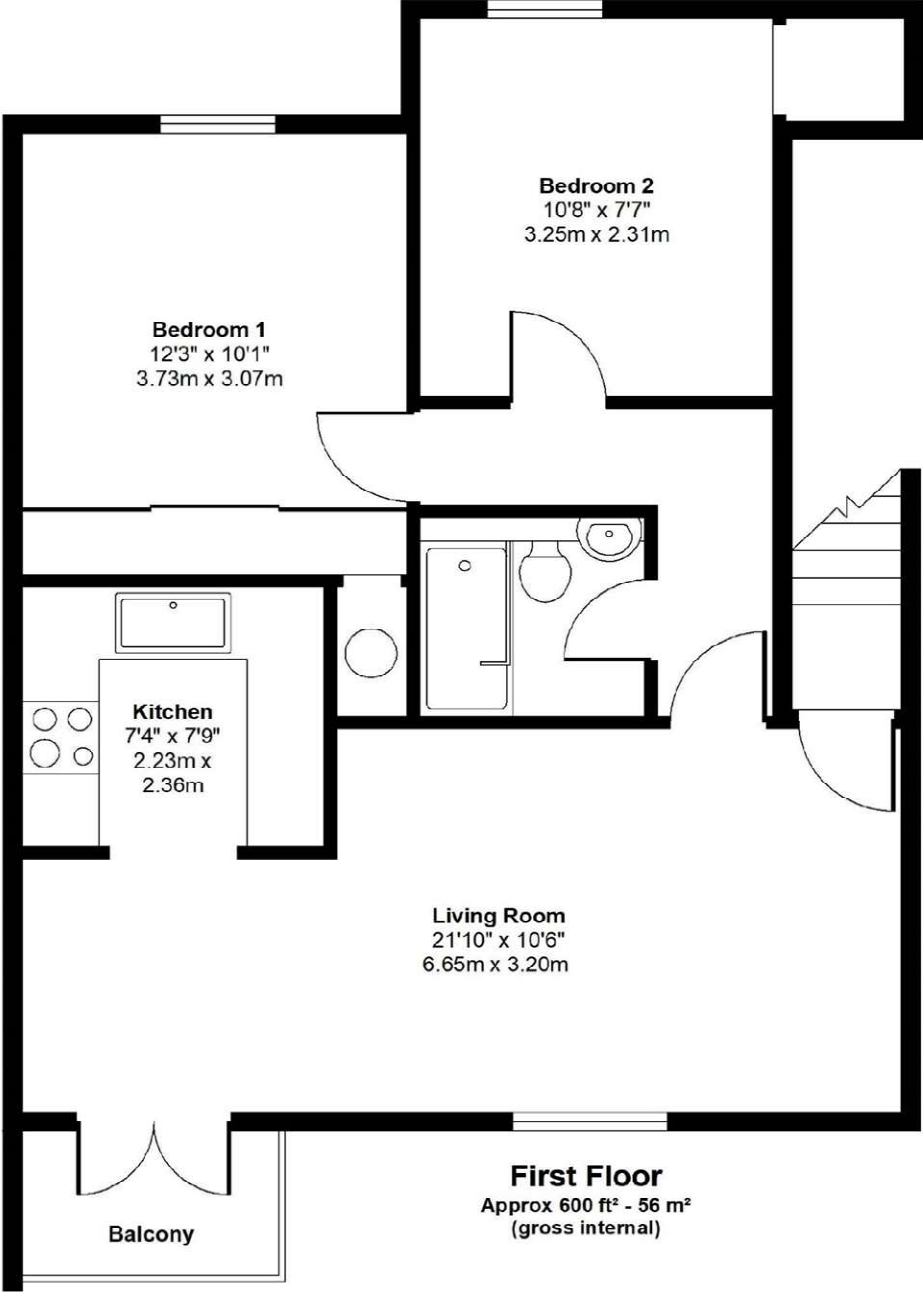 Bedroom 2
10'8" x 7'7"
3.25m x 2.31m
Bedroom 1
12'3" x 10'1"
3.73m x 3.07m
Kitchen
7'4" x 7'9"
2.23m x
2.36m
Living Room
21'10" x 10'6"
6.65m x 3.20m
Balcony
First Floor
Approx 600 ft² - 56 m²
(gross internal)